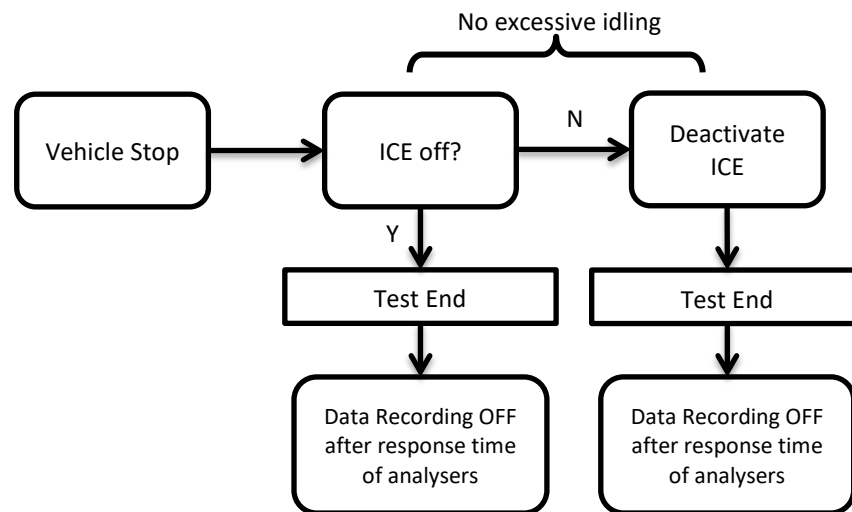 No excessive idling
Vehicle Stop
ICE off?
N
Deactivate
ICE
Y
Test End
Test End
Data Recording OFF
after response time
of analysers
Data Recording OFF
after response time
of analysers